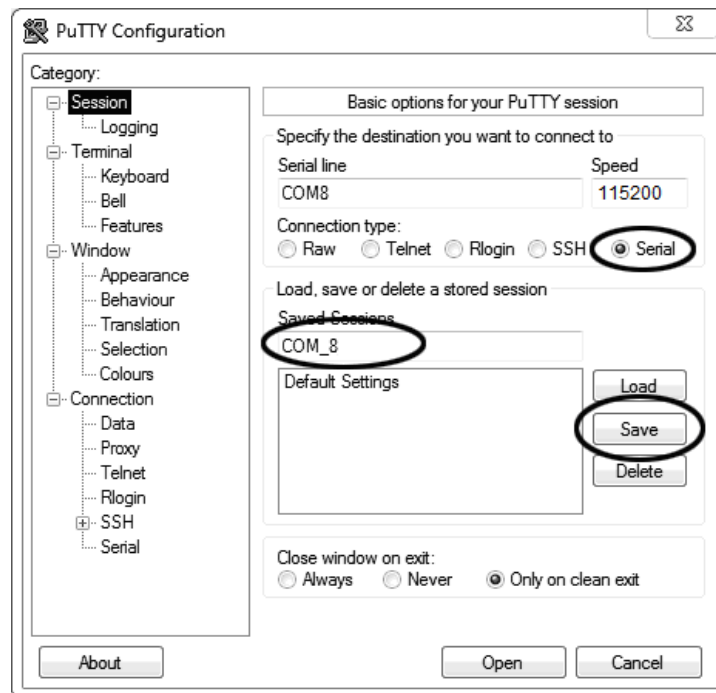 PuTTY Configuration
Category:
Session
Logging
Terminal
Keyboard
Bell
Features
Window
Appearance
Behaviour
Translation
Selection
Colours
Connection
Data
Proxy
Telnet
Rlogin
SSH
Serial
Basic options for your PuTTY session
Specify the destination you want to connect to
Serial line Speed
COM8 115200
Connection type:
Raw Telnet Rlogin SSH Serial
Load, save or delete a stored session
Saved Sessions
COM_8
Default Settings
Load
Save
Delete
Close window on exit:
Always Never Only on clean exit
About Open Cancel